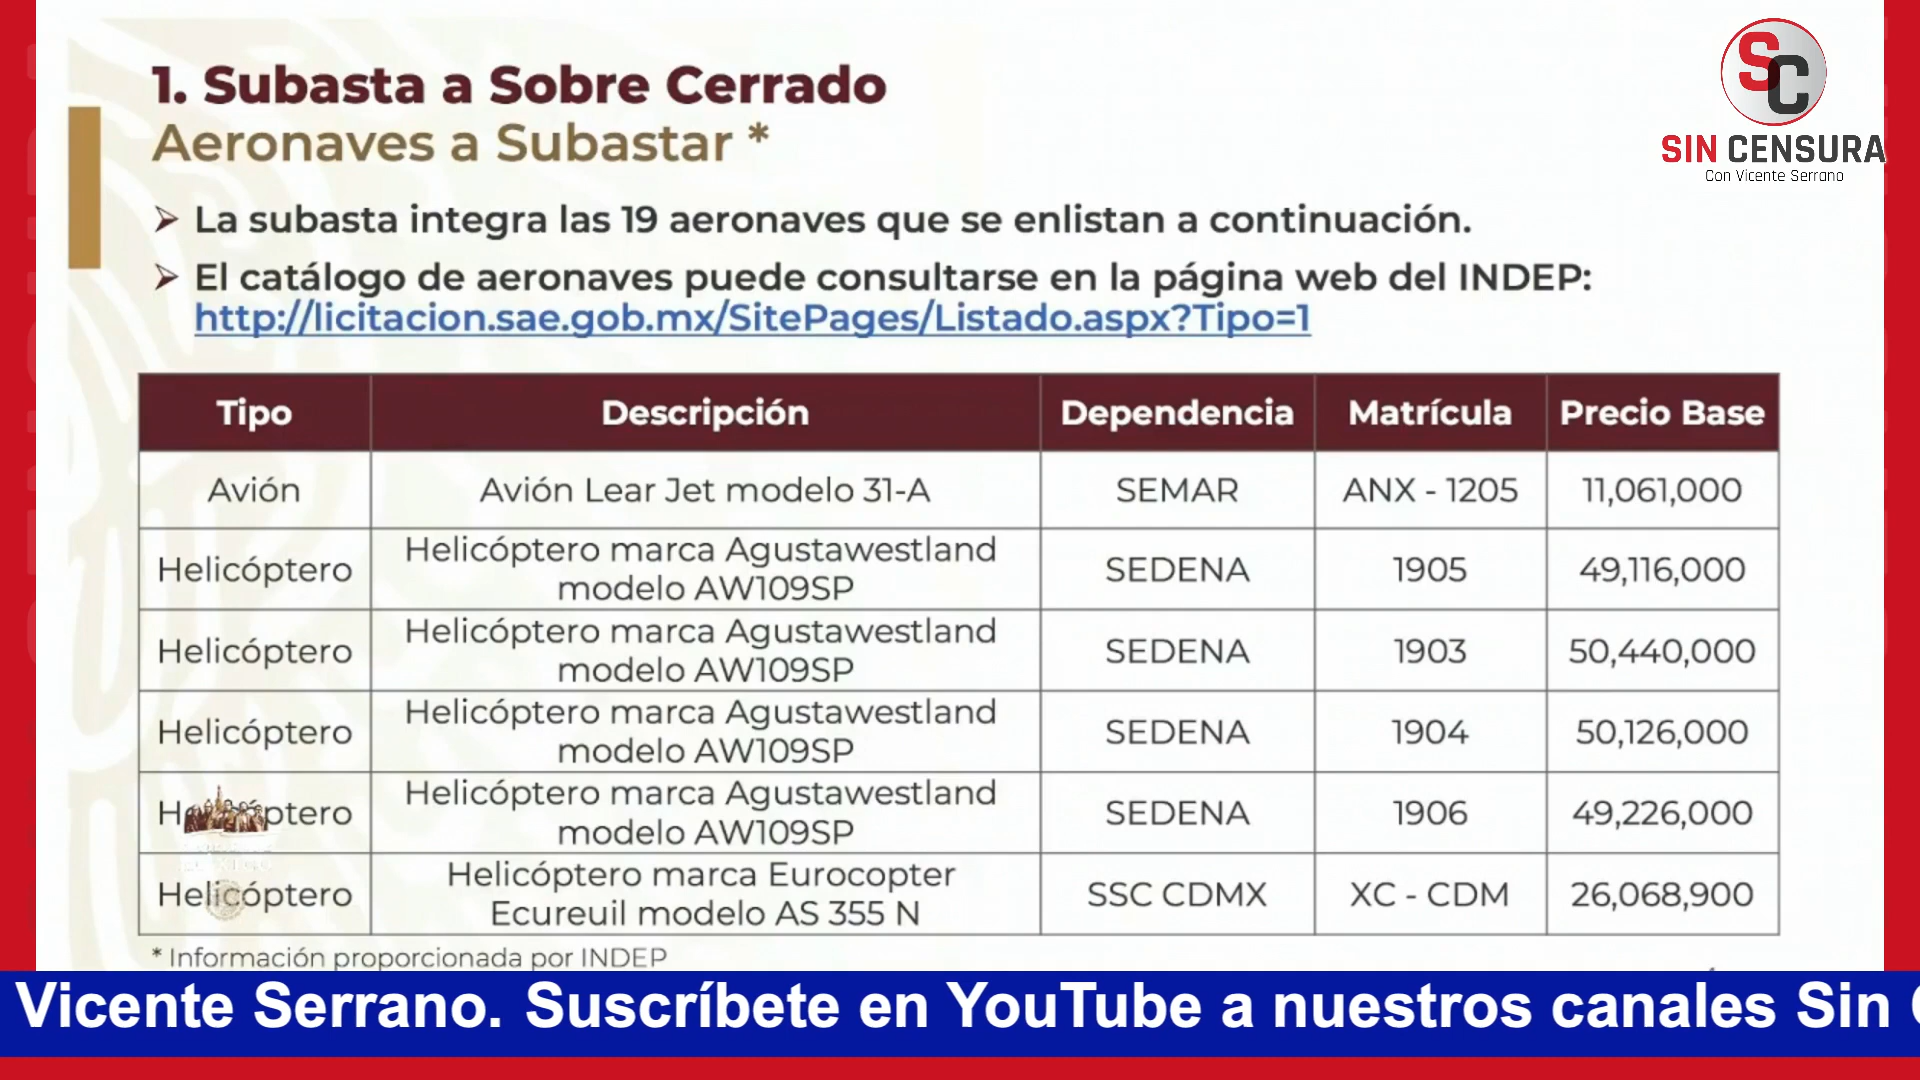 1. Subasta a Sobre Cerrado
Aeronaves a Subastar *
SC
SIN CENSURA
Con Vicente Serrano
La subasta integra las 19 aeronaves que se enlistan a continuación.
El catálogo de aeronaves puede consultarse en la página web del INDEP:
http://licitacion.sae.gob.mx/SitePages/Listado.aspx?Tipo=1
Tipo Descripción Dependencia Matrícula Precio Base
Avión Avión Lear Jet modelo 31-A SEMAR ANX - 1205 11,061,000
Helicóptero Helicóptero marca Agustawestland modelo AW109SP SEDENA 1905 49,116,000
Helicóptero Helicóptero marca Agustawestland modelo AW109SP SEDENA 1903 50,440,000
Helicóptero Helicóptero marca Agustawestland modelo AW109SP SEDENA 1904 50,126,000
Helicóptero Helicóptero marca Agustawestland modelo AW109SP SEDENA 1906 49,226,000
Helicóptero Helicóptero marca Eurocopter Ecureuil modelo AS 355 N SSC CDMX XC - CDM 26,068,900
* Información proporcionada por INDEP
Vicente Serrano. Suscríbete en YouTube a nuestros canales Sin